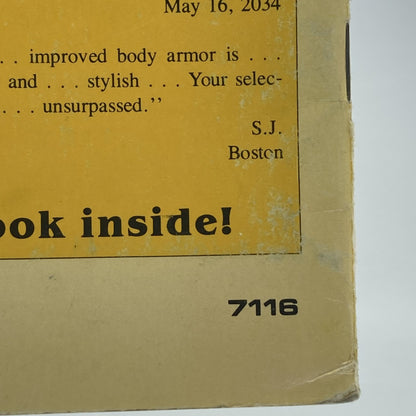 May 16, 2034
. . improved body armor is . . .
and . . . stylish . . . Your selec-
. . . unsurpassed.”
S.J.
Boston
ook inside!
7116